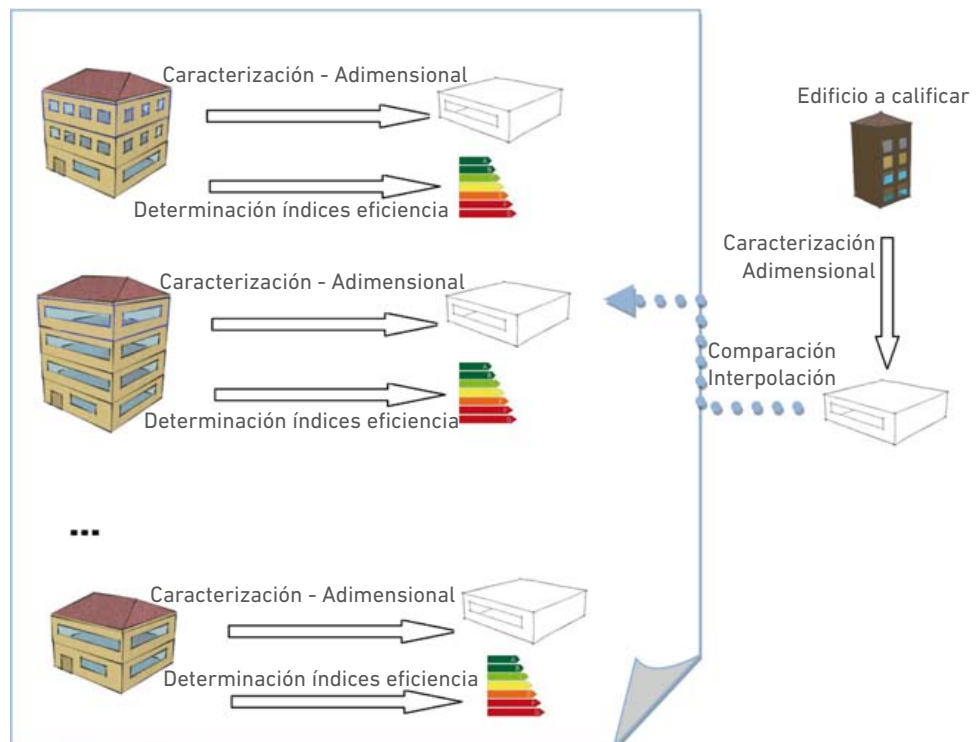 Caracterización - Adimensional
Determinación índices eficiencia
Caracterización - Adimensional
Determinación índices eficiencia
...
Caracterización - Adimensional
Determinación índices eficiencia
Edificio a calificar
Caracterización
Adimensional
Comparación
Interpolación